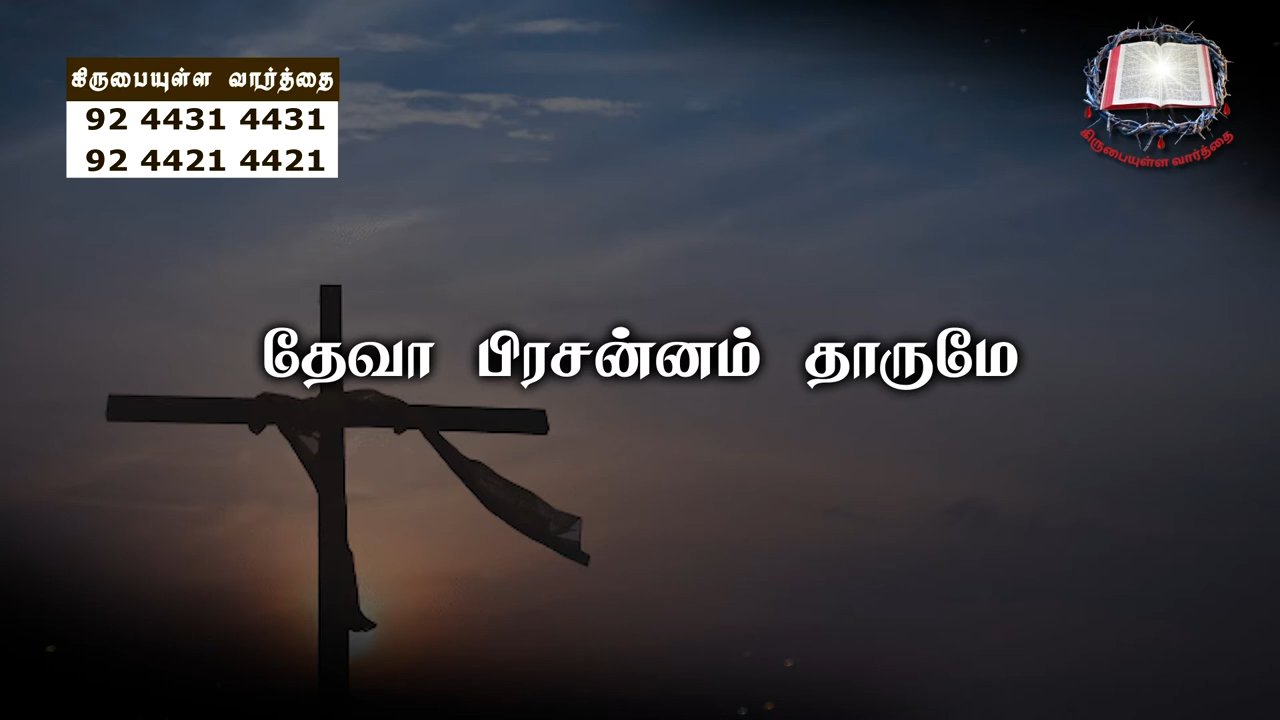 கிருபையுள்ள வார்த்தை
92 4431 4431
92 4421 4421
கிருபையுள்ள வார்த்தை
தேவா பிரசன்னம் தாருமே